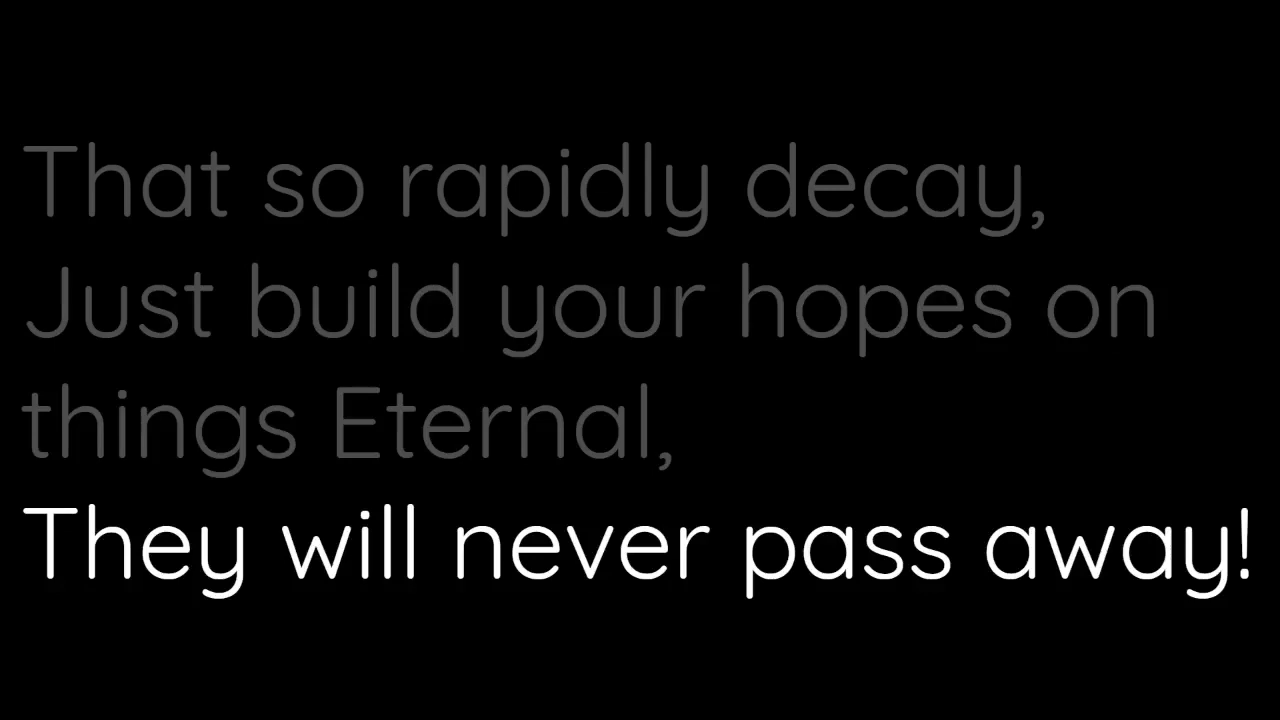 That so rapidly decay,
Just build your hopes on
things Eternal,
They will never pass away!